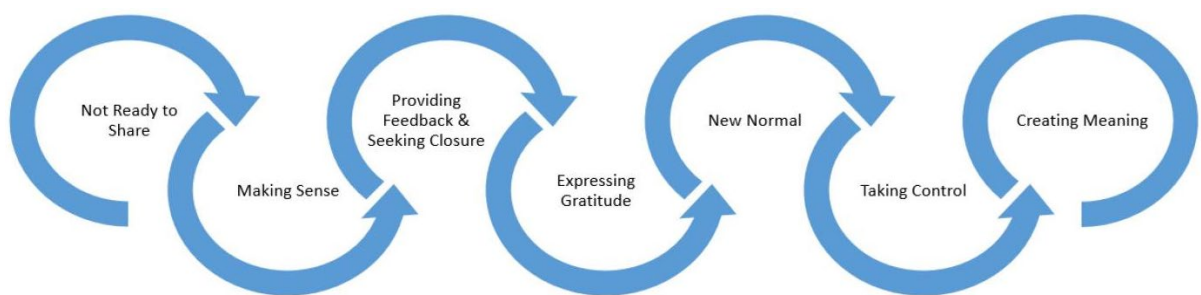 Not Ready to
Share
Making Sense
Providing
Feedback &
Seeking Closure
Expressing
Gratitude
New Normal
Taking Control
Creating Meaning